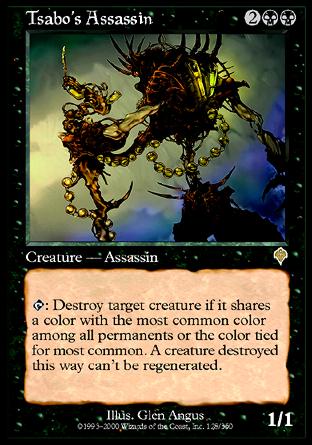 Tsabo's Assassin 2
Creature — Assassin
: Destroy target creature if it shares
a color with the most common color
among all permanents or the color tied
for most common. A creature destroyed
this way can't be regenerated.
Illus. Glen Angus
©1993-2000 Wizards of the Coast, Inc. 128/350
1/1